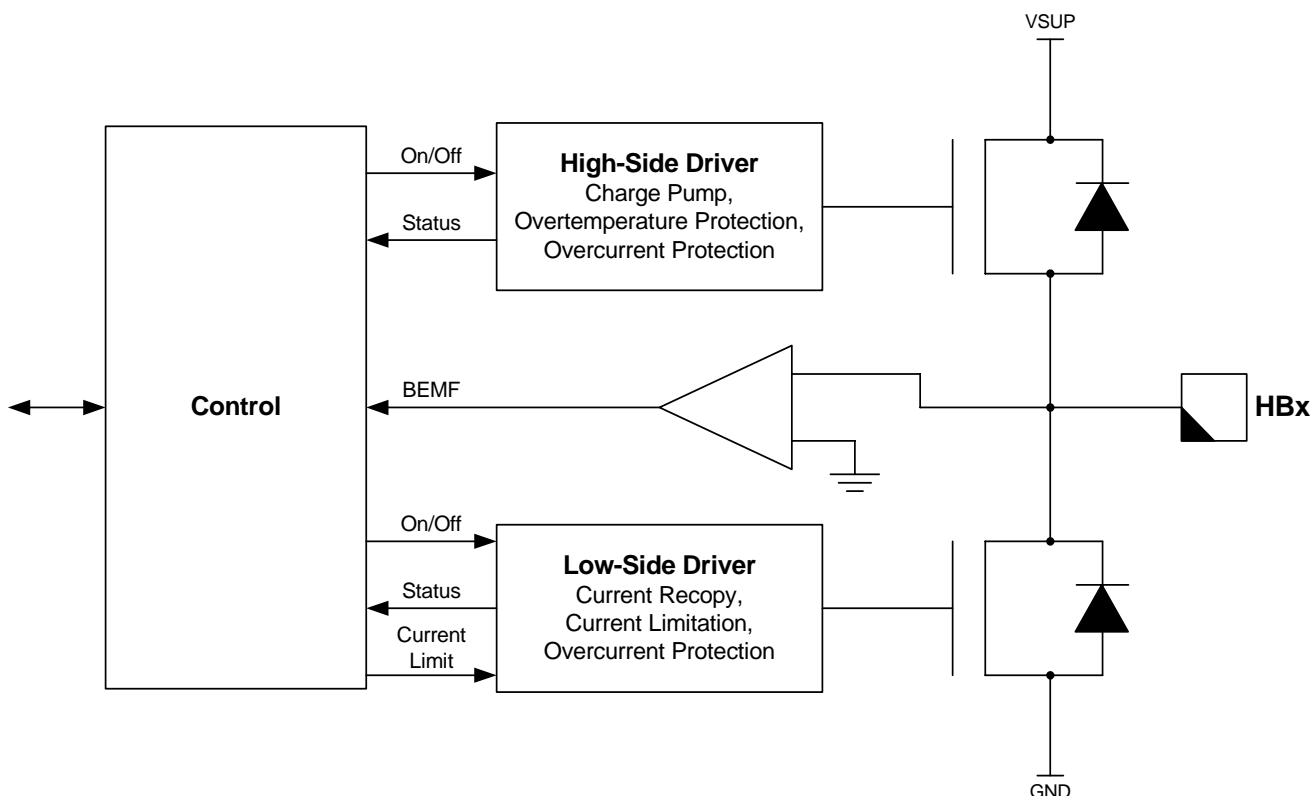 VSUP
On/Off
High-Side Driver
Charge Pump,
Overtemperature Protection,
Overcurrent Protection
Status
Control
BEMF
HBx
On/Off
Low-Side Driver
Current Recopy,
Current Limitation,
Overcurrent Protection
Status
Current
Limit
GND